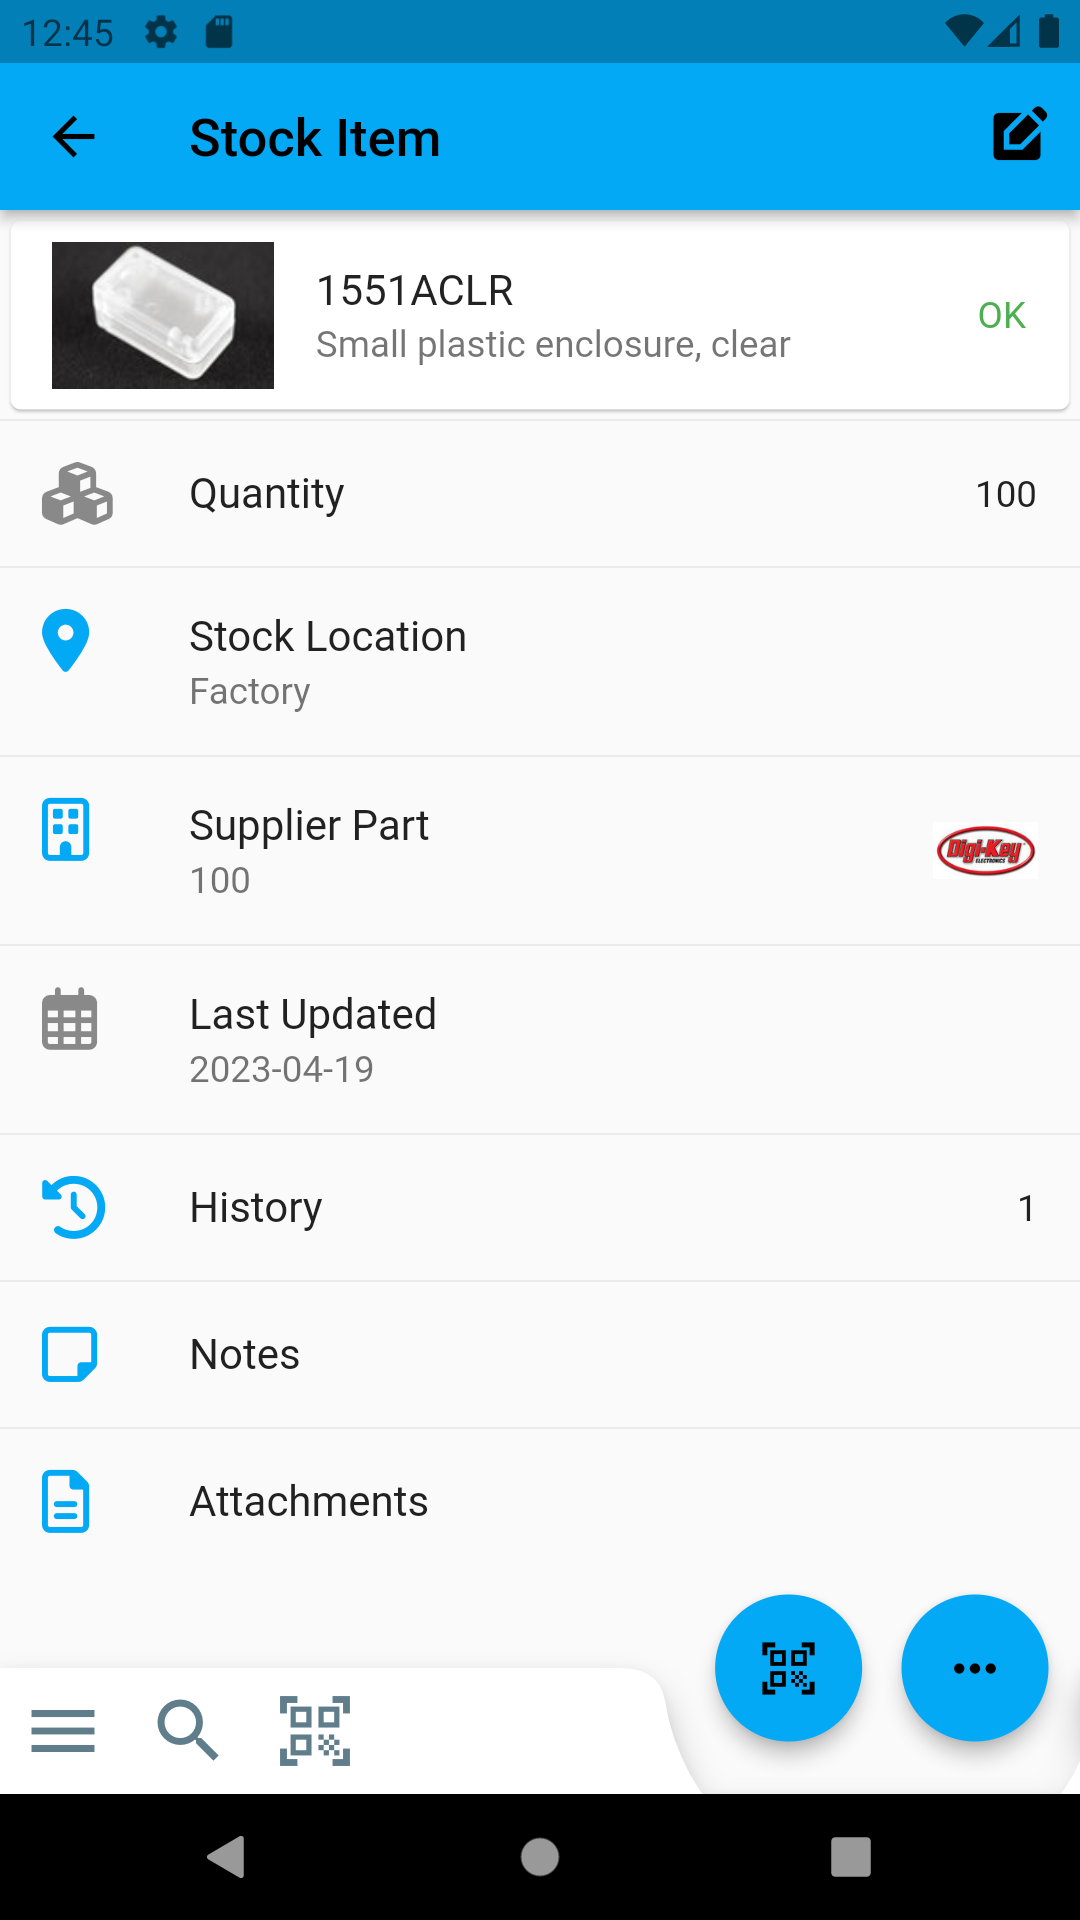 12:45
Stock Item
1551ACLR
Small plastic enclosure, clear
OK
Quantity
100
Stock Location
Factory
Supplier Part
100
Digi-Key
ELECTRONICS
Last Updated
2023-04-19
History
1
Notes
Attachments